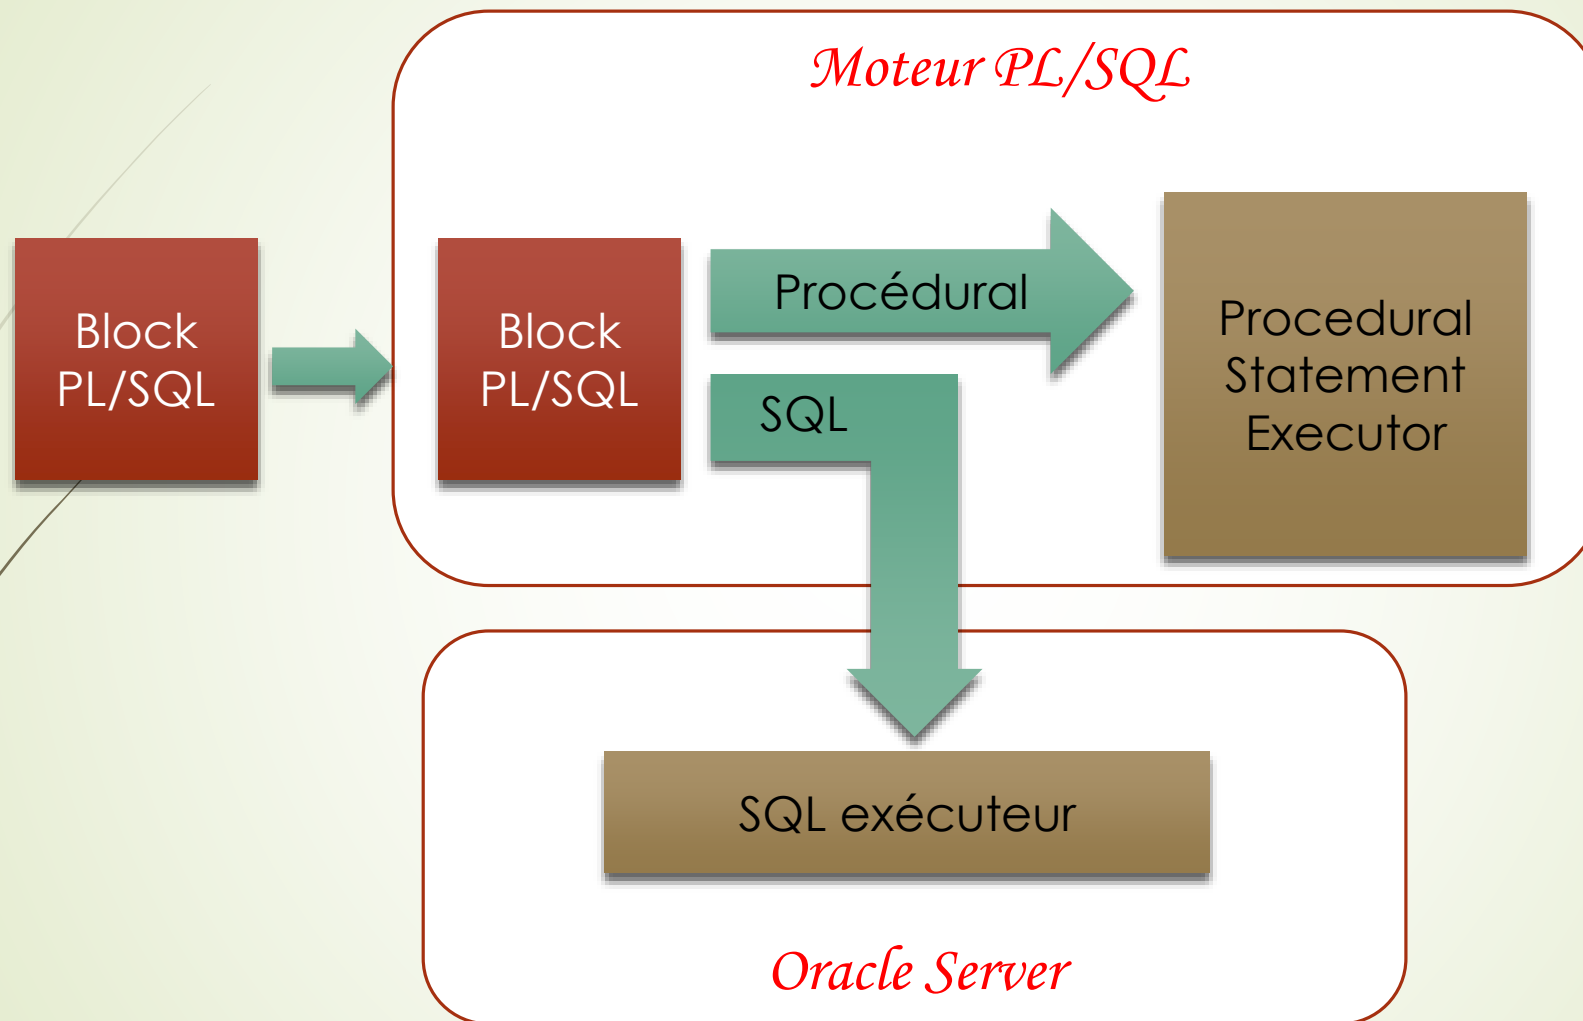 Moteur PL/SQL
Block
PL/SQL
Block
PL/SQL
Procédural
SQL
Procedural
Statement
Executor
SQL exécuteur
Oracle Server